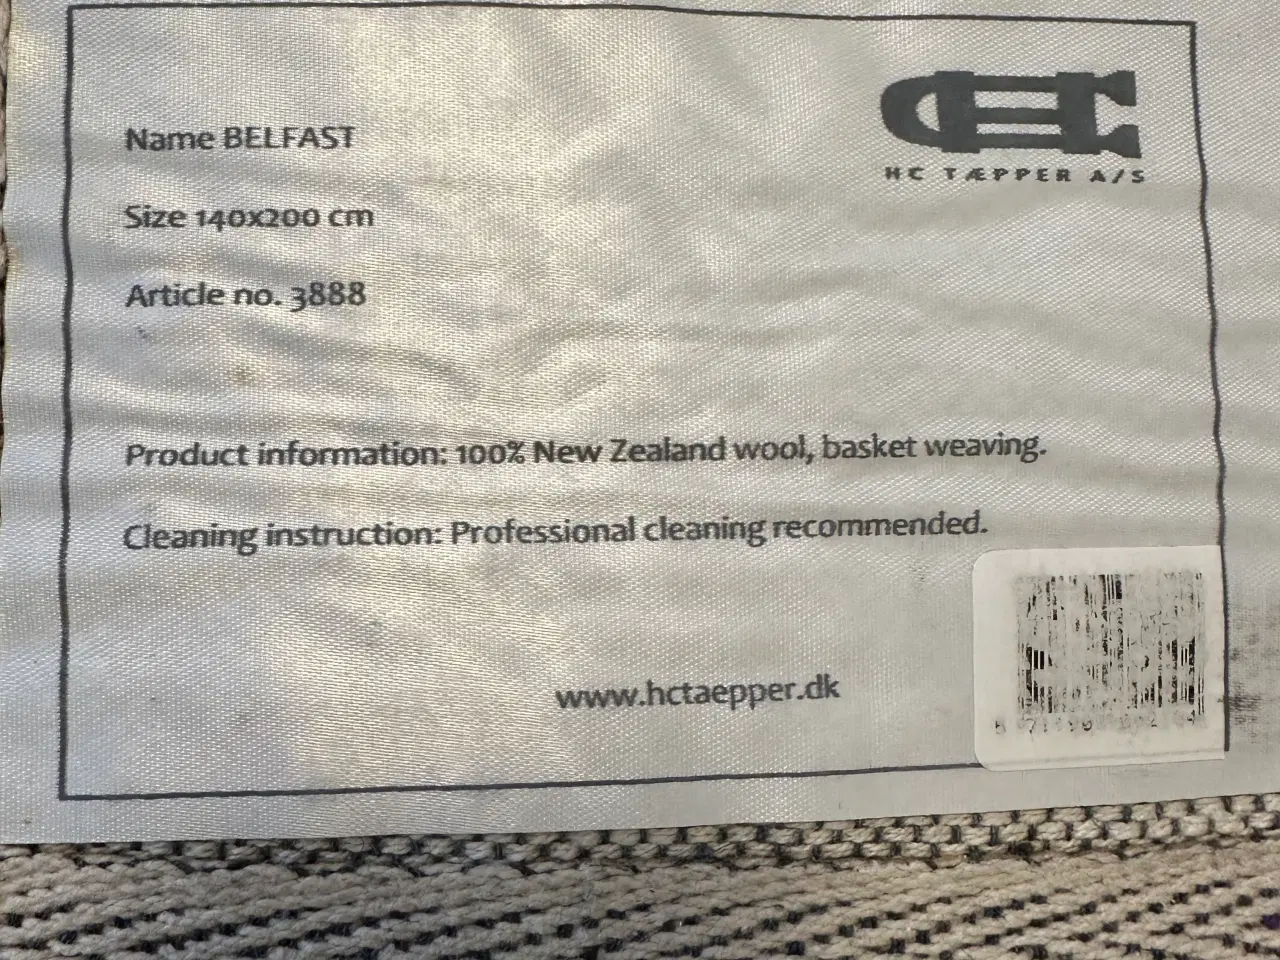 HC TÆPPER A/S
Name BELFAST
Size 140x200 cm
Article no. 3888
Product information: 100% New Zealand wool, basket weaving.
Cleaning instruction: Professional cleaning recommended.
www.hctaepper.dk